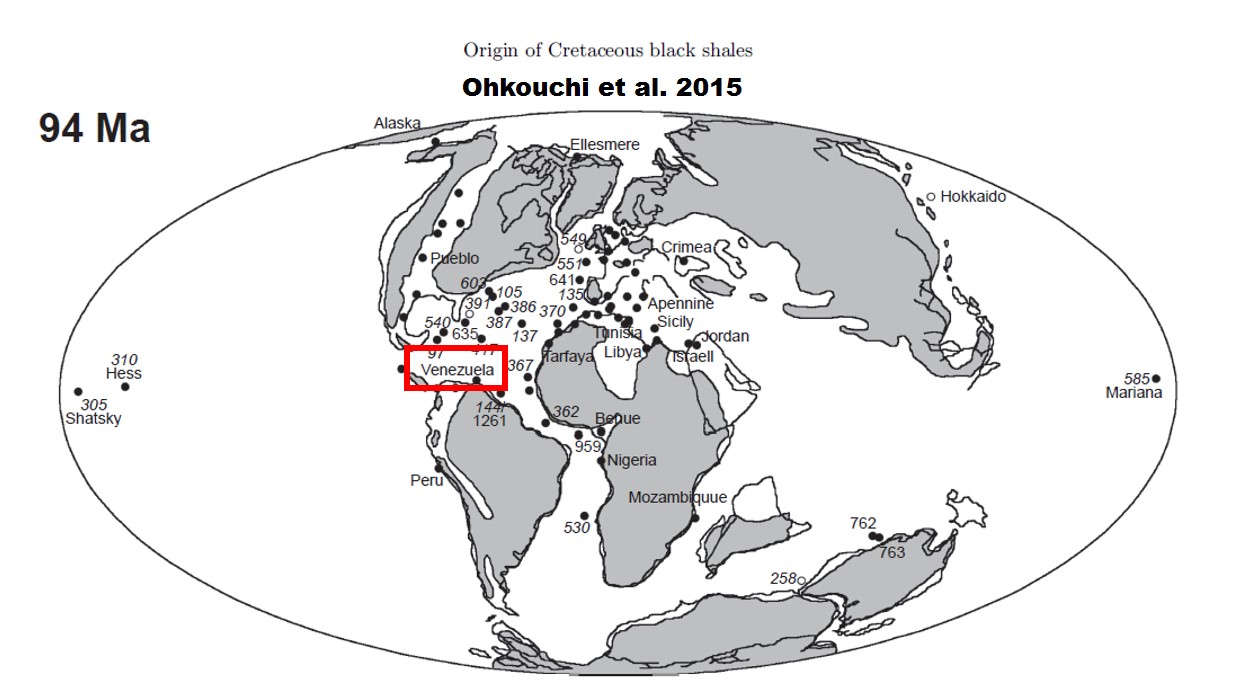 Origin of Cretaceous black shales
Ohkouchi et al. 2015
94 Ma
Alaska
Ellesmere
Hokkaido
549
Crimea
Pueblo
551
641
603
105
135
391
386
370
Apennine
540
387
Sicily
635
137
Tunisia
Jordan
97
417
Tarfaya
Libya
Israell
310
Hess
Venezuela
367
585
Mariana
305
Shatsky
144/
1261
362
Benue
959
Nigeria
Peru
Mozambiquue
530
762
763
258